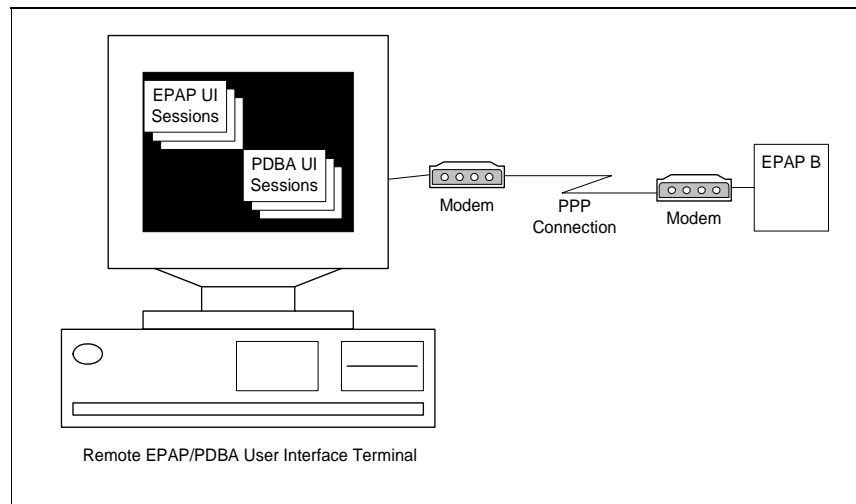 EPAP UI
Sessions
PDBA UI
Sessions
Modem
PPP
Connection
Modem
EPAP B
Remote EPAP/PDBA User Interface Terminal